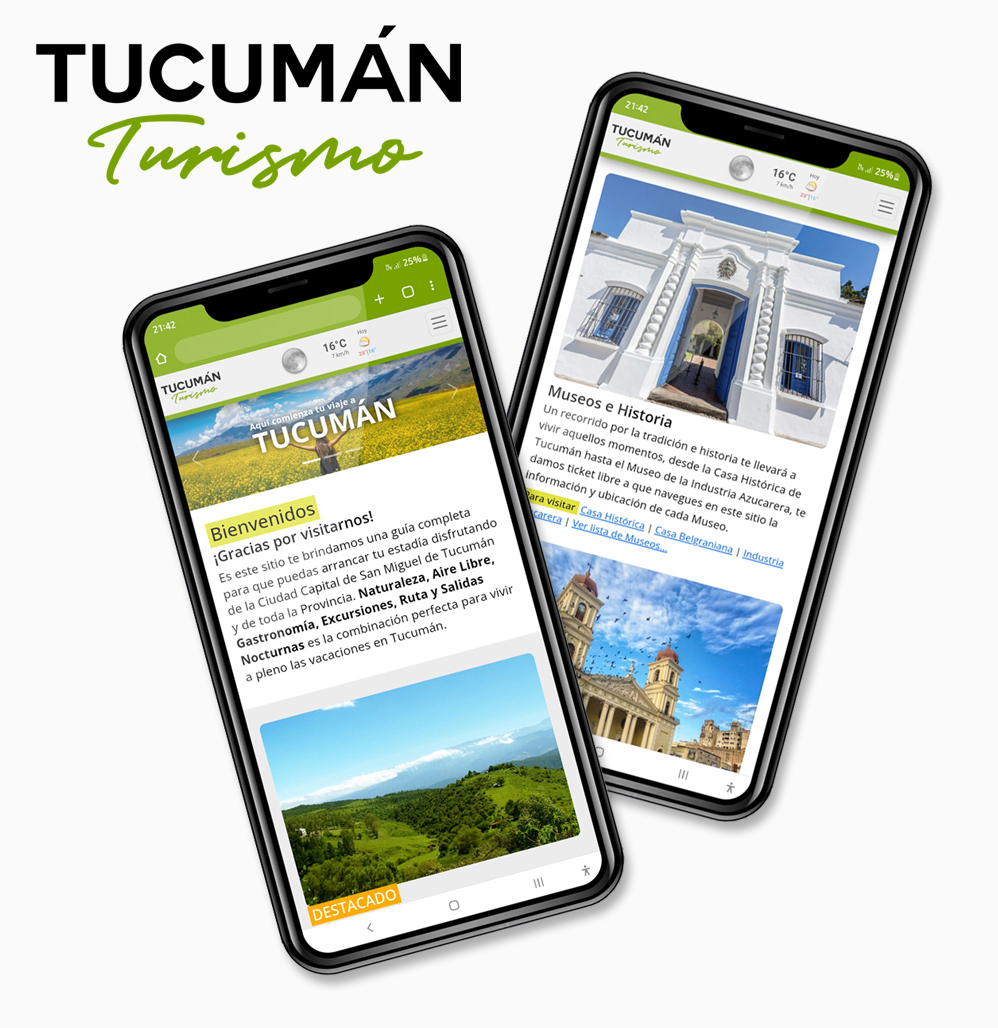 TUCUMÁN
Turismo
21:42
25%
TUCUMÁN
Turismo
16°C
7 km/h
Hoy
28°|16°
Aquí comienza tu viaje a
TUCUMÁN
Bienvenidos
¡Gracias por visitarnos!
Es este sitio te brindamos una guía completa
para que puedas arrancar tu estadía disfrutando
de la Ciudad Capital de San Miguel de Tucumán
y de toda la Provincia. Naturaleza, Aire Libre,
Gastronomía, Excursiones, Ruta y Salidas
Nocturnas es la combinación perfecta para vivir
a pleno las vacaciones en Tucumán.
DESTACADO
21:42
25%
TUCUMÁN
Turismo
16°C
7 km/h
Hoy
28°|16°
Museos e Historia
Un recorrido por la tradición e historia te llevará a
vivir aquellos momentos, desde la Casa Histórica de
Tucumán hasta el Museo de la Industria Azucarera, te
damos ticket libre a que navegues en este sitio la
información y ubicación de cada Museo.
Para visitar Casa Histórica | Casa Belgraniana | Industria
carera | Ver lista de Museos...